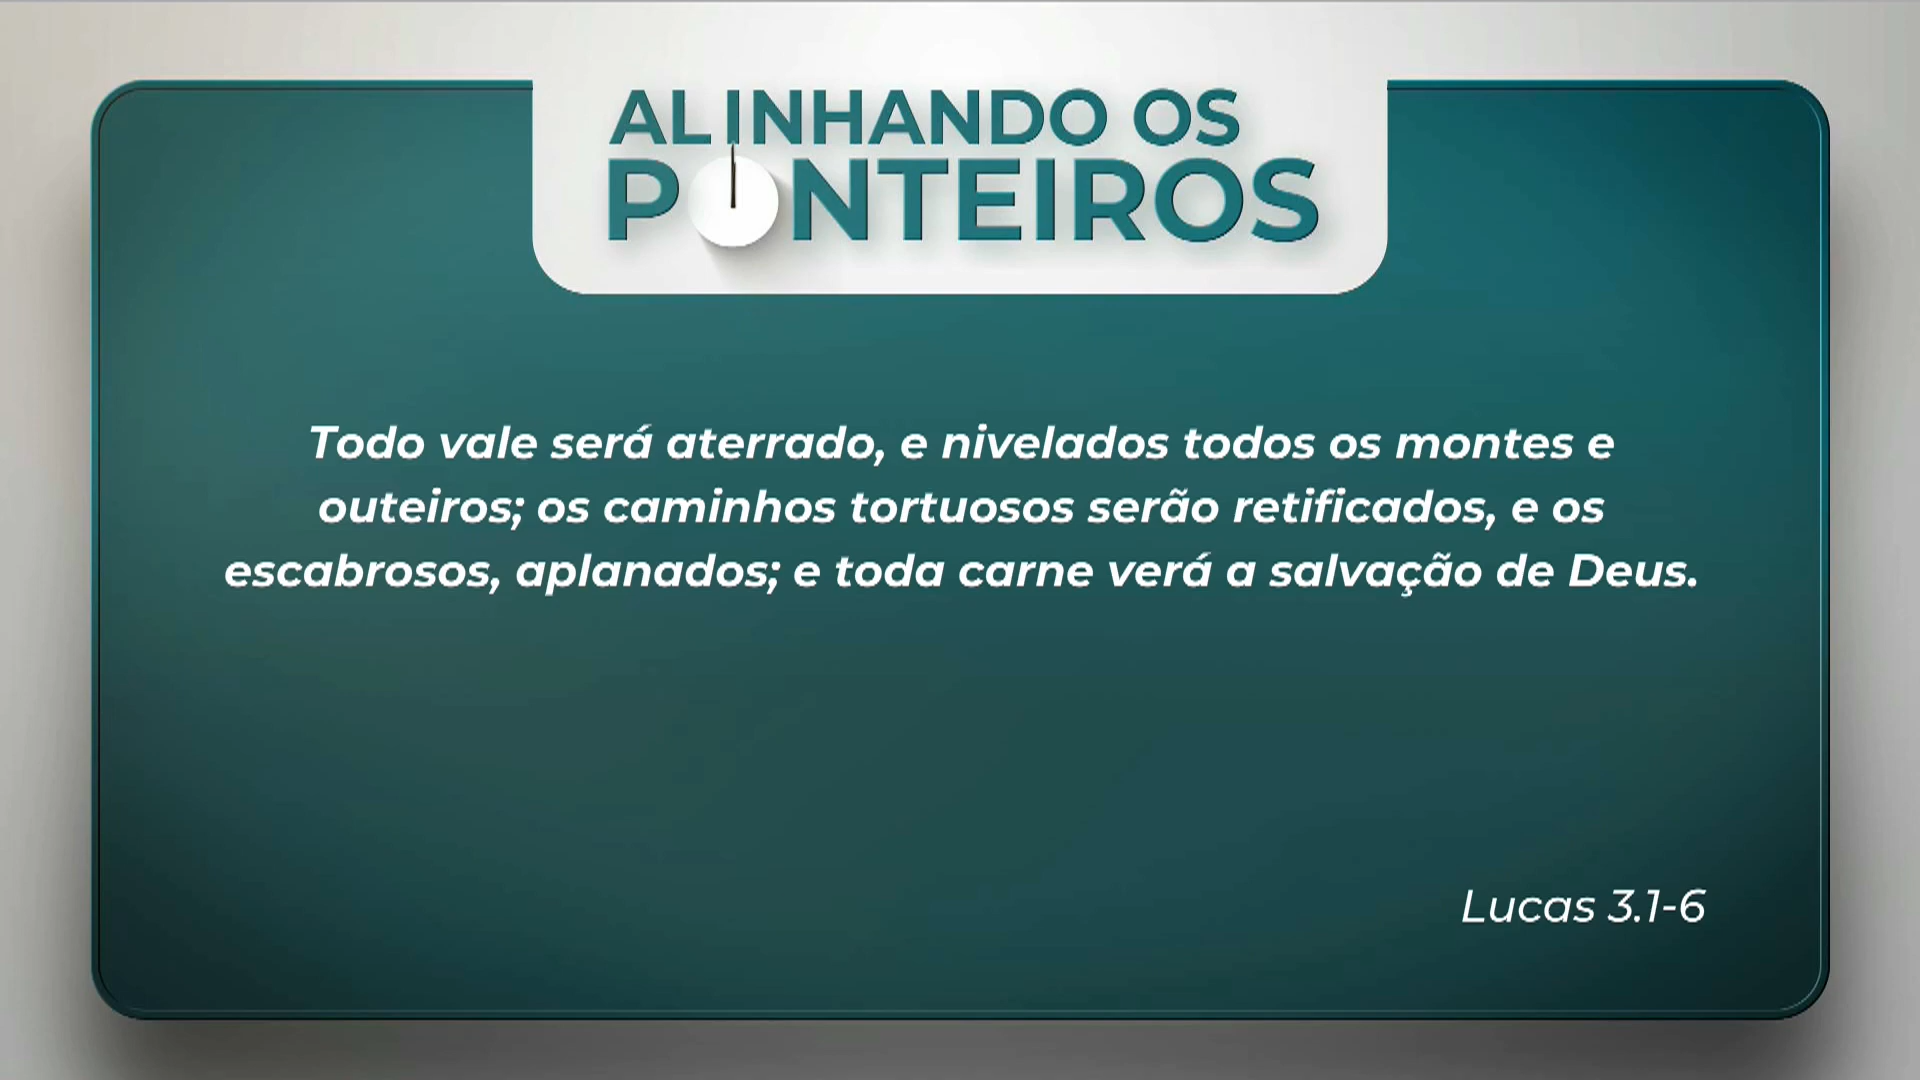 ALINHANDO OS
PONTEIROS
Todo vale será aterrado, e nivelados todos os montes e
outeiros; os caminhos tortuosos serão retificados, e os
escabrosos, aplanados; e toda carne verá a salvação de Deus.
Lucas 3.1-6